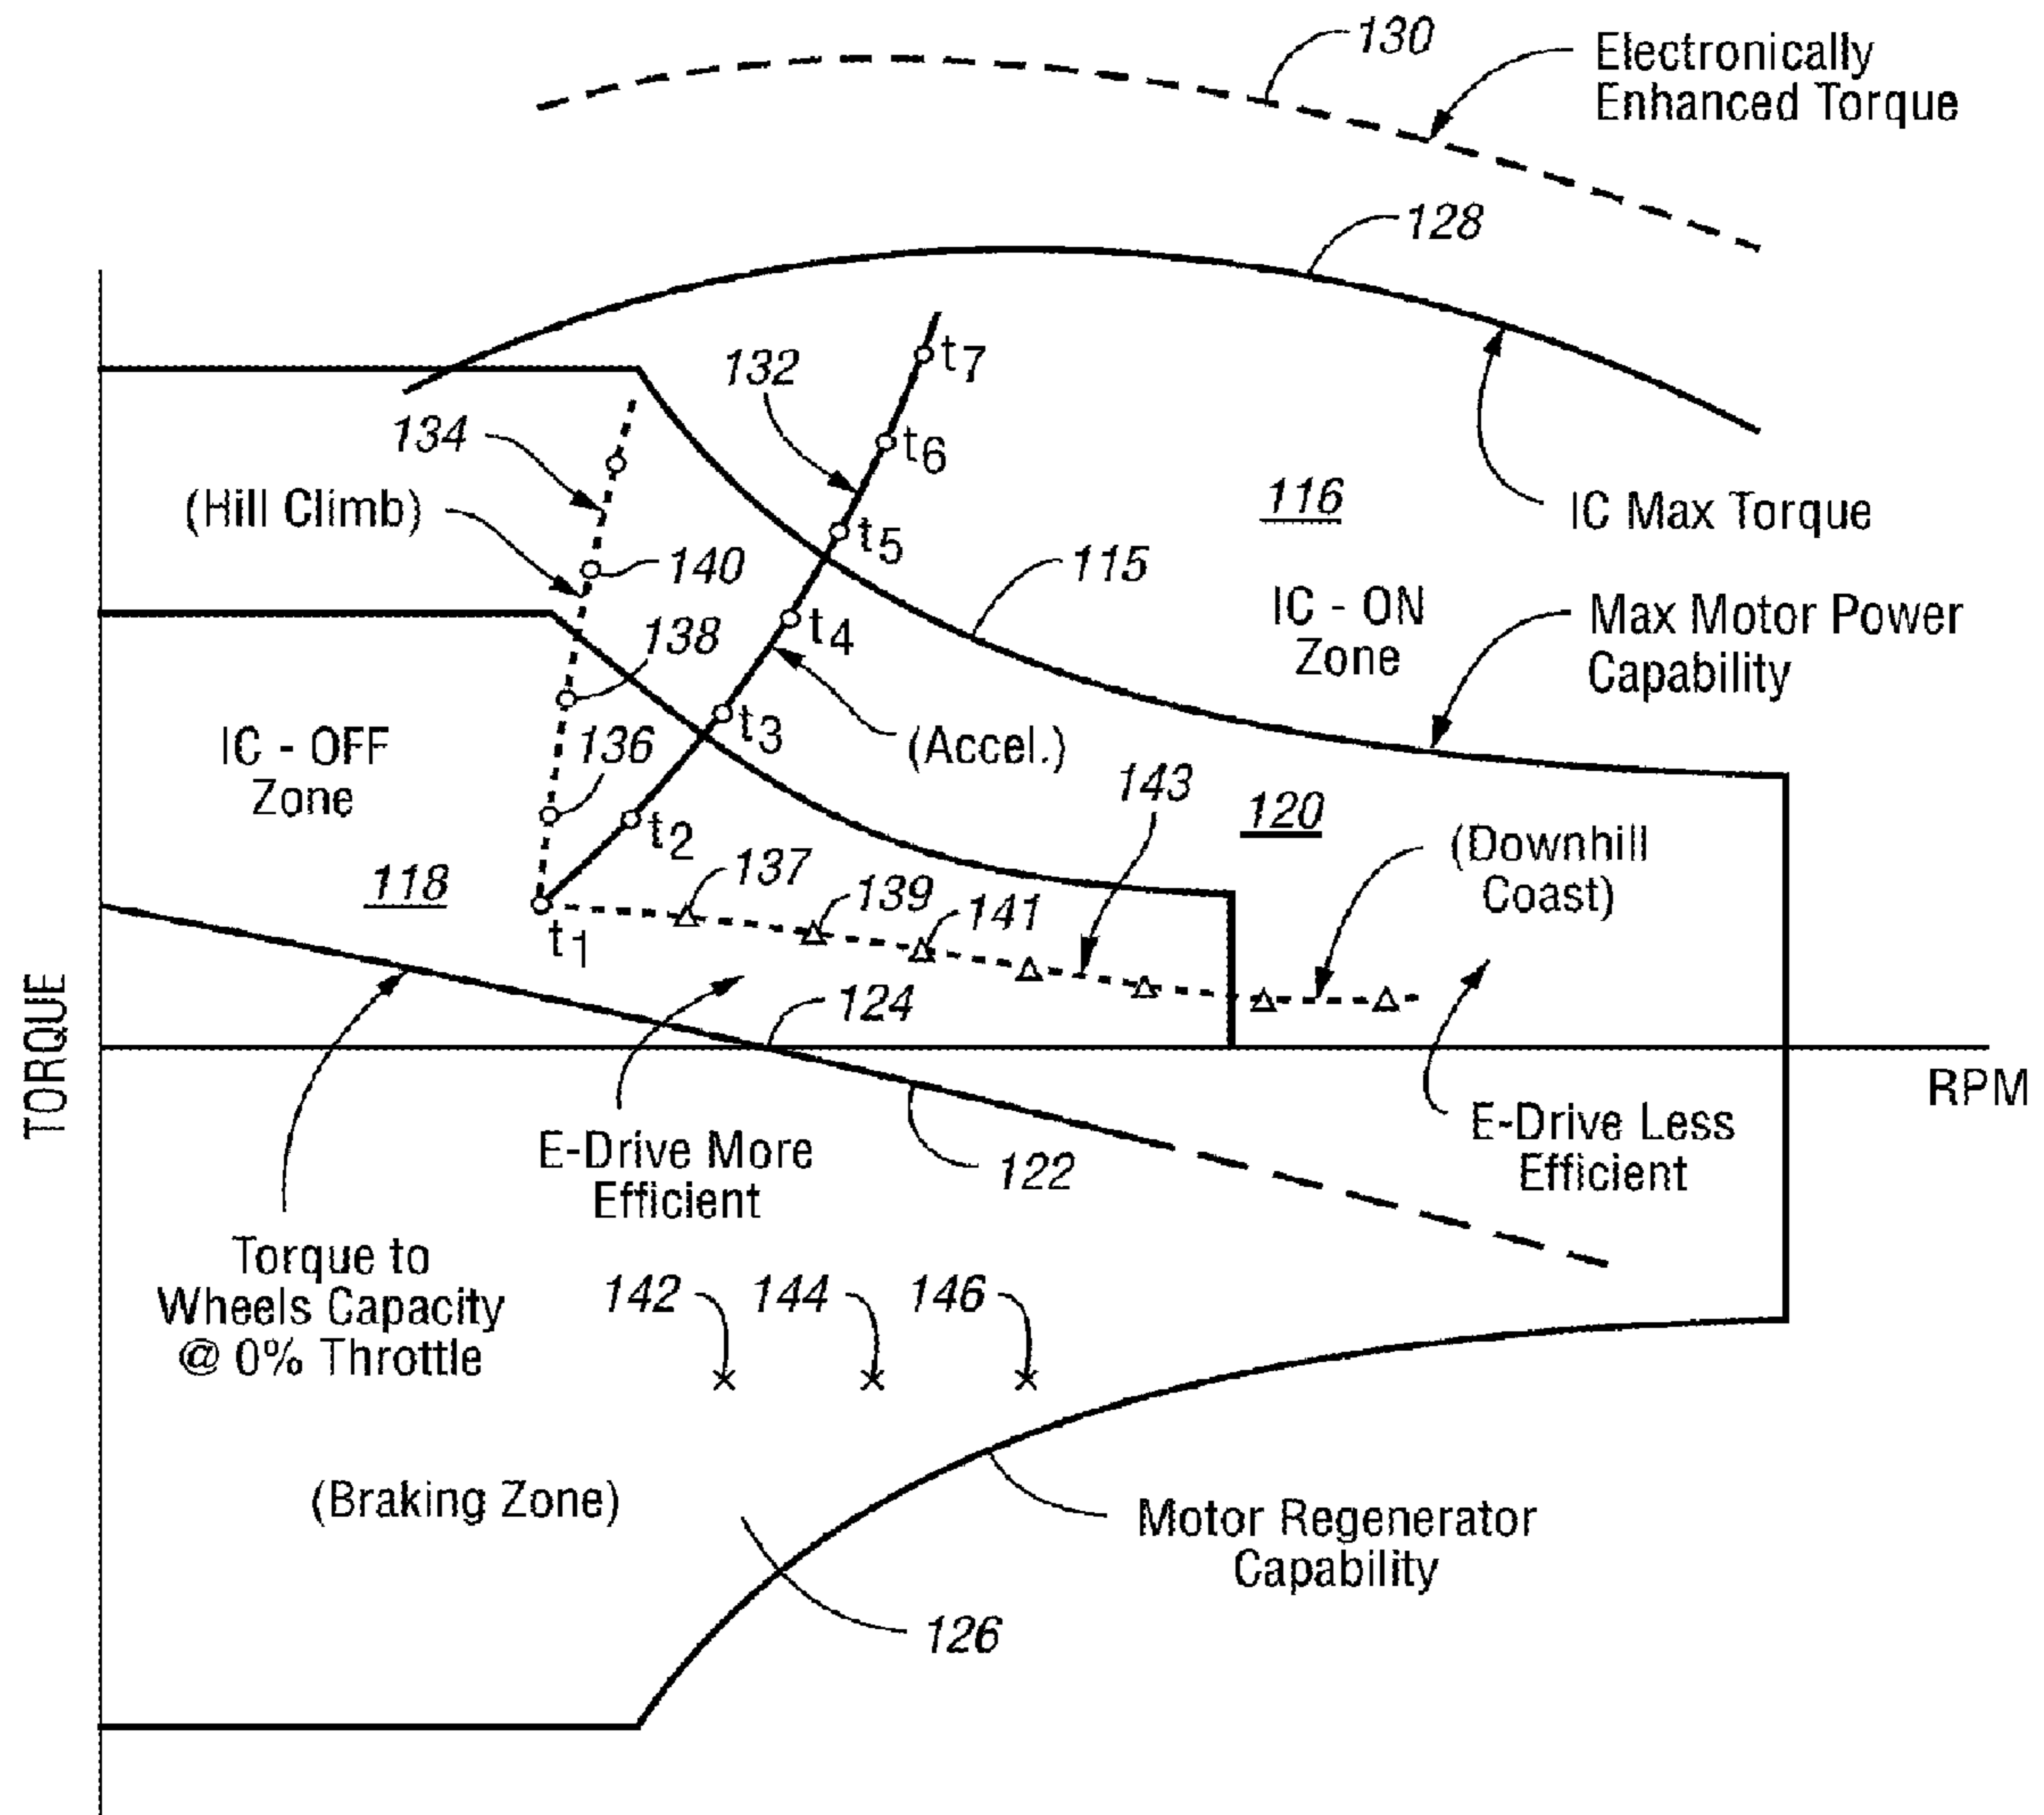 130
Electronically
Enhanced Torque
128
132
t7
134
t6
(Hill Climb)
116
IC Max Torque
t5
140
115
IC - ON
Zone
Max Motor Power
Capability
t4
138
IC - OFF
Zone
136
t3
(Accel.)
143
120
(Downhill
Coast)
t2
137
139
141
118
t1
124
TORQUE
RPM
E-Drive More
Efficient
122
E-Drive Less
Efficient
Torque to
Wheels Capacity
@ 0% Throttle
142
144
146
(Braking Zone)
Motor Regenerator
Capability
126